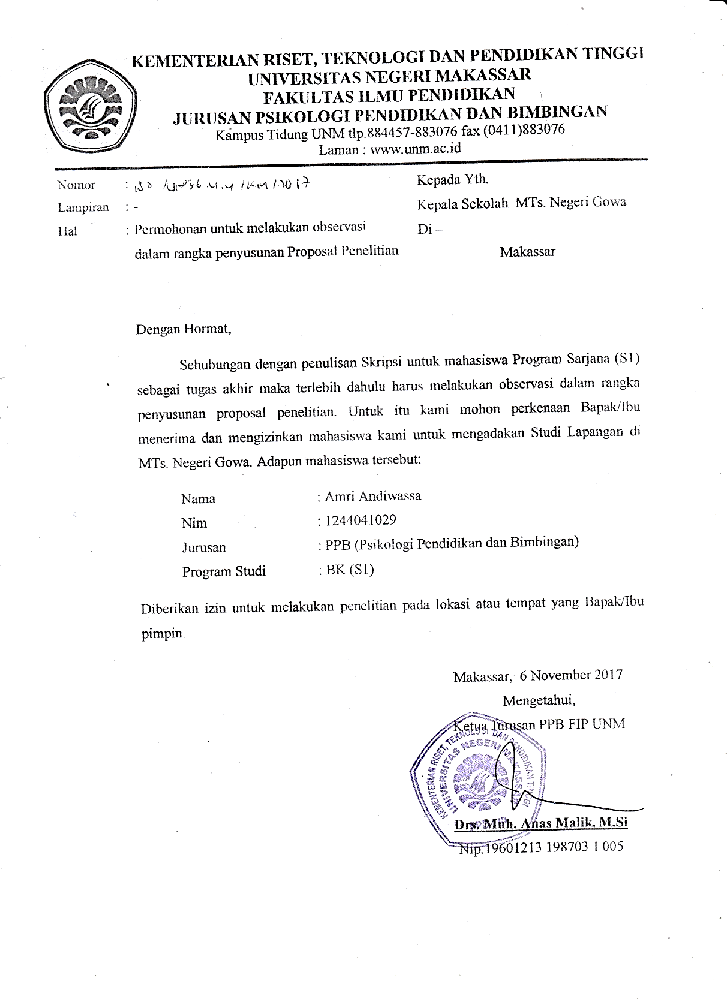 KEMENTERIAN RISET, TEKNOLOGI DAN PENDIDIKAN TINGGI
UNIVERSITAS NEGERI MAKASSAR
FAKULTAS ILMU PENDIDIKAN
JURUSAN PSIKOLOGI PENDIDIKAN DAN BIMBINGAN
Kampus Tidung UNM tlp.884457-883076 fax (0411)883076
Laman : www.unm.ac.id
Nomor : /2017
Lampiran : -
Hal : Permohonan untuk melakukan observasi
dalam rangka penyusunan Proposal Penelitian
Kepada Yth.
Kepala Sekolah MTs. Negeri Gowa
Di –
Makassar
Dengan Hormat,
Sehubungan dengan penulisan Skripsi untuk mahasiswa Program Sarjana (S1)
sebagai tugas akhir maka terlebih dahulu harus melakukan observasi dalam rangka
penyusunan proposal penelitian. Untuk itu kami mohon perkenaan Bapak/Ibu
menerima dan mengizinkan mahasiswa kami untuk mengadakan Studi Lapangan di
MTs. Negeri Gowa. Adapun mahasiswa tersebut:
Nama : Amri Andiwassa
Nim : 1244041029
Jurusan : PPB (Psikologi Pendidikan dan Bimbingan)
Program Studi : BK (S1)
Diberikan izin untuk melakukan penelitian pada lokasi atau tempat yang Bapak/Ibu
pimpin.
Makassar, 6 November 2017
Mengetahui,
Ketua Jurusan PPB FIP UNM
KEMENTERIAN RISET, TEKNOLOGI, DAN PENDIDIKAN TINGGI
UNIVERSITAS NEGERI MAKASSAR
Drs. Muh. Anas Malik, M.Si
Nip.19601213 198703 1 005